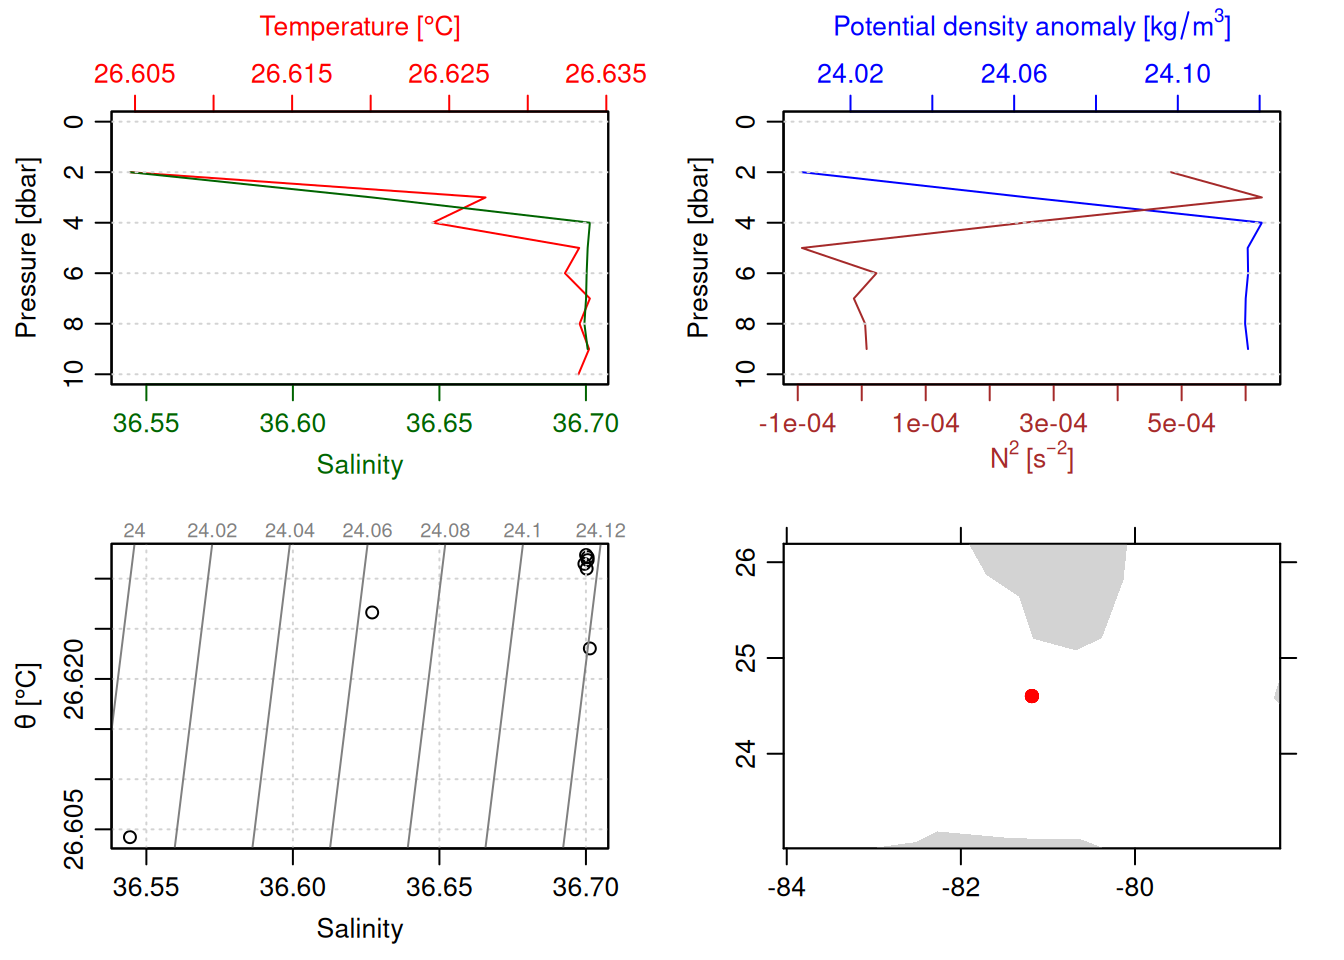 Temperature [°C]
26.605 26.615 26.625 26.635
Pressure [dbar]
0
2
4
6
8
10
36.55 36.60 36.65 36.70
Salinity
Potential density anomaly [kg/m³]
24.02 24.06 24.10
Pressure [dbar]
0
2
4
6
8
10
-1e-04 1e-04 3e-04 5e-04
N² [s⁻²]
24 24.02 24.04 24.06 24.08 24.1 24.12
θ [°C]
26.620
26.605
36.55 36.60 36.65 36.70
Salinity
26
25
24
-84 -82 -80